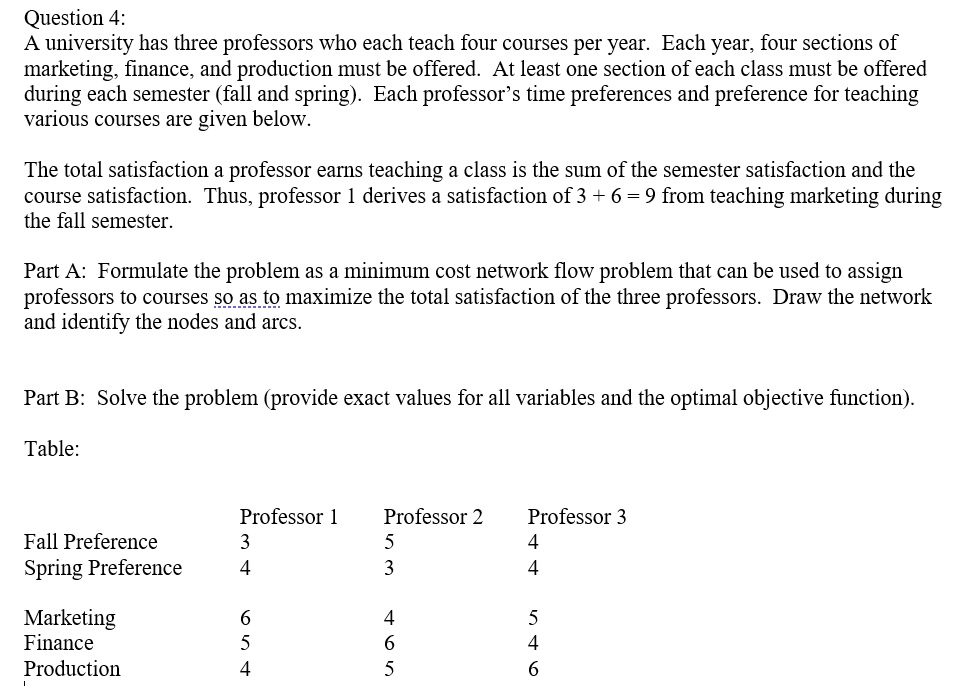 Question 4:
A university has three professors who each teach four courses per year.  Each year, four sections of
marketing, finance, and production must be offered.  At least one section of each class must be offered
during each semester (fall and spring).  Each professor’s time preferences and preference for teaching
various courses are given below.
The total satisfaction a professor earns teaching a class is the sum of the semester satisfaction and the
course satisfaction.  Thus, professor 1 derives a satisfaction of 3 + 6 = 9 from teaching marketing during
the fall semester.
Part A:  Formulate the problem as a minimum cost network flow problem that can be used to assign
professors to courses so as to maximize the total satisfaction of the three professors.  Draw the network
and identify the nodes and arcs.
Part B:  Solve the problem (provide exact values for all variables and the optimal objective function).
Table:
Professor 1 Professor 2 Professor 3
Fall Preference 3 5 4
Spring Preference 4 3 4
Marketing 6 4 5
Finance 5 6 4
Production 4 5 6